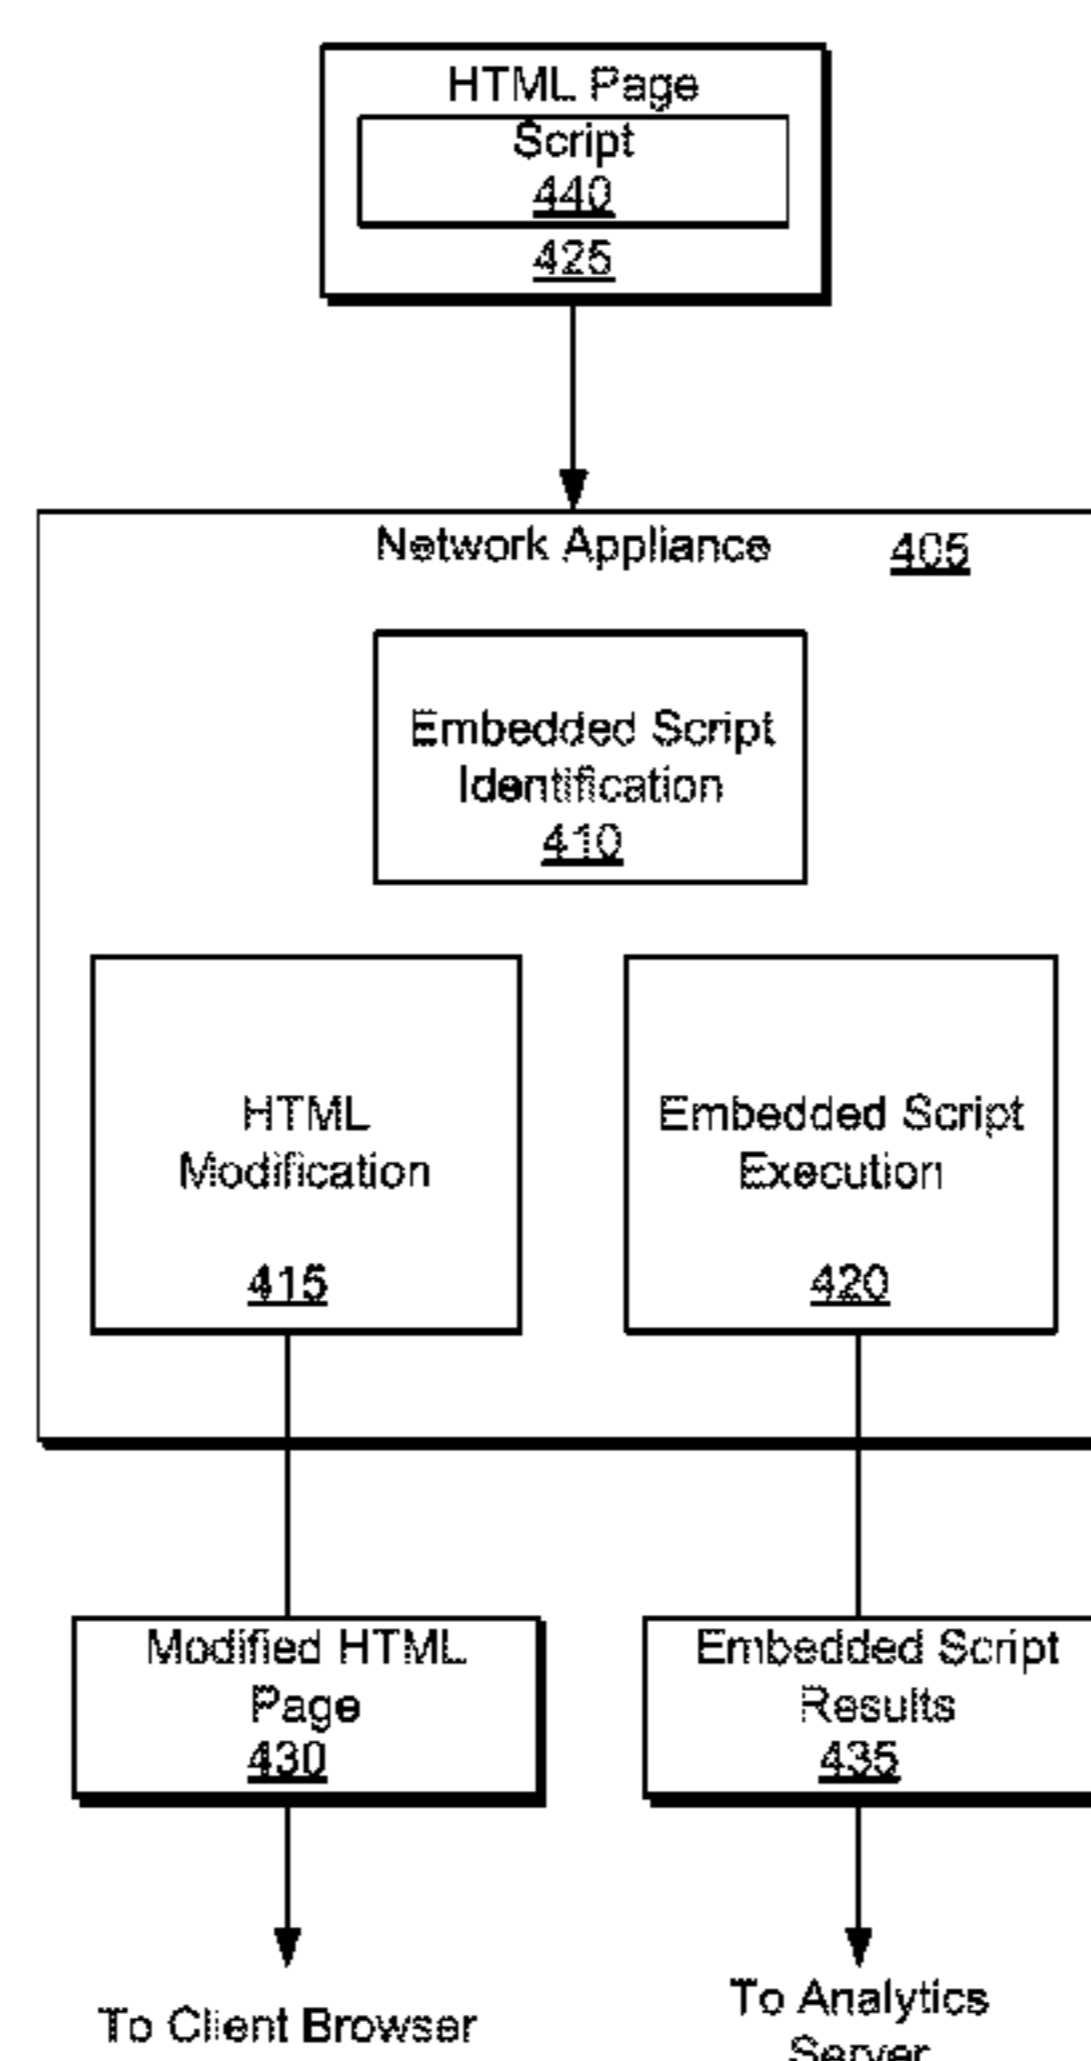 HTML Page
Script
440
425
Network Appliance 405
Embedded Script
Identification
410
HTML
Modification
415
Embedded Script
Execution
420
Modified HTML
Page
430
Embedded Script
Results
435
To Client Browser
To Analytics
Server